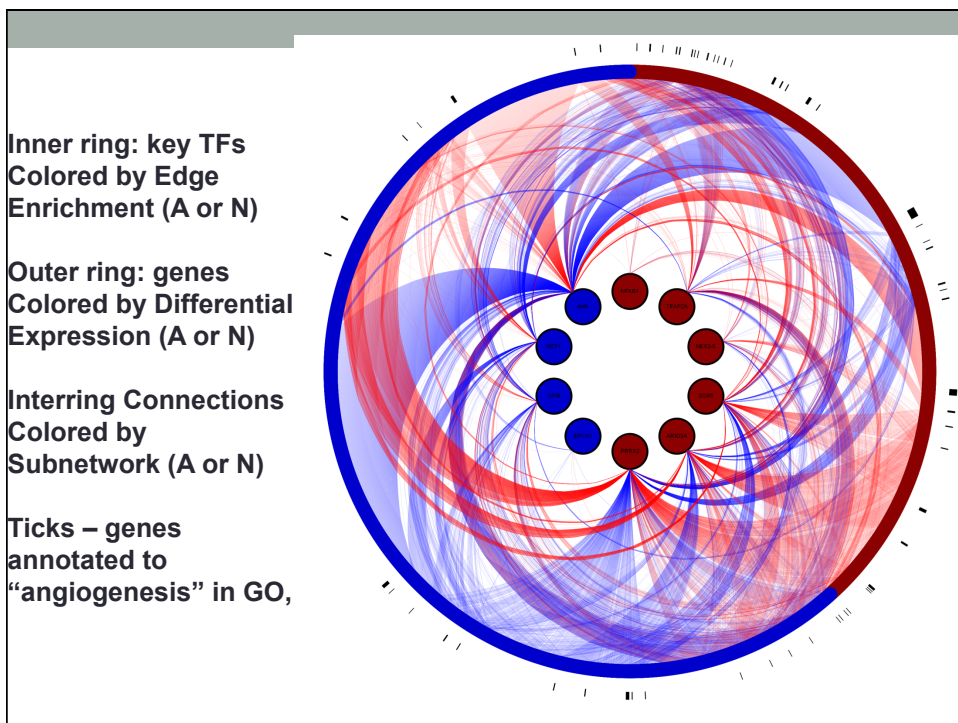 Inner ring: key TFs
Colored by Edge
Enrichment (A or N)
Outer ring: genes
Colored by Differential
Expression (A or N)
Interring Connections
Colored by
Subnetwork (A or N)
Ticks – genes
annotated to
“angiogenesis” in GO,